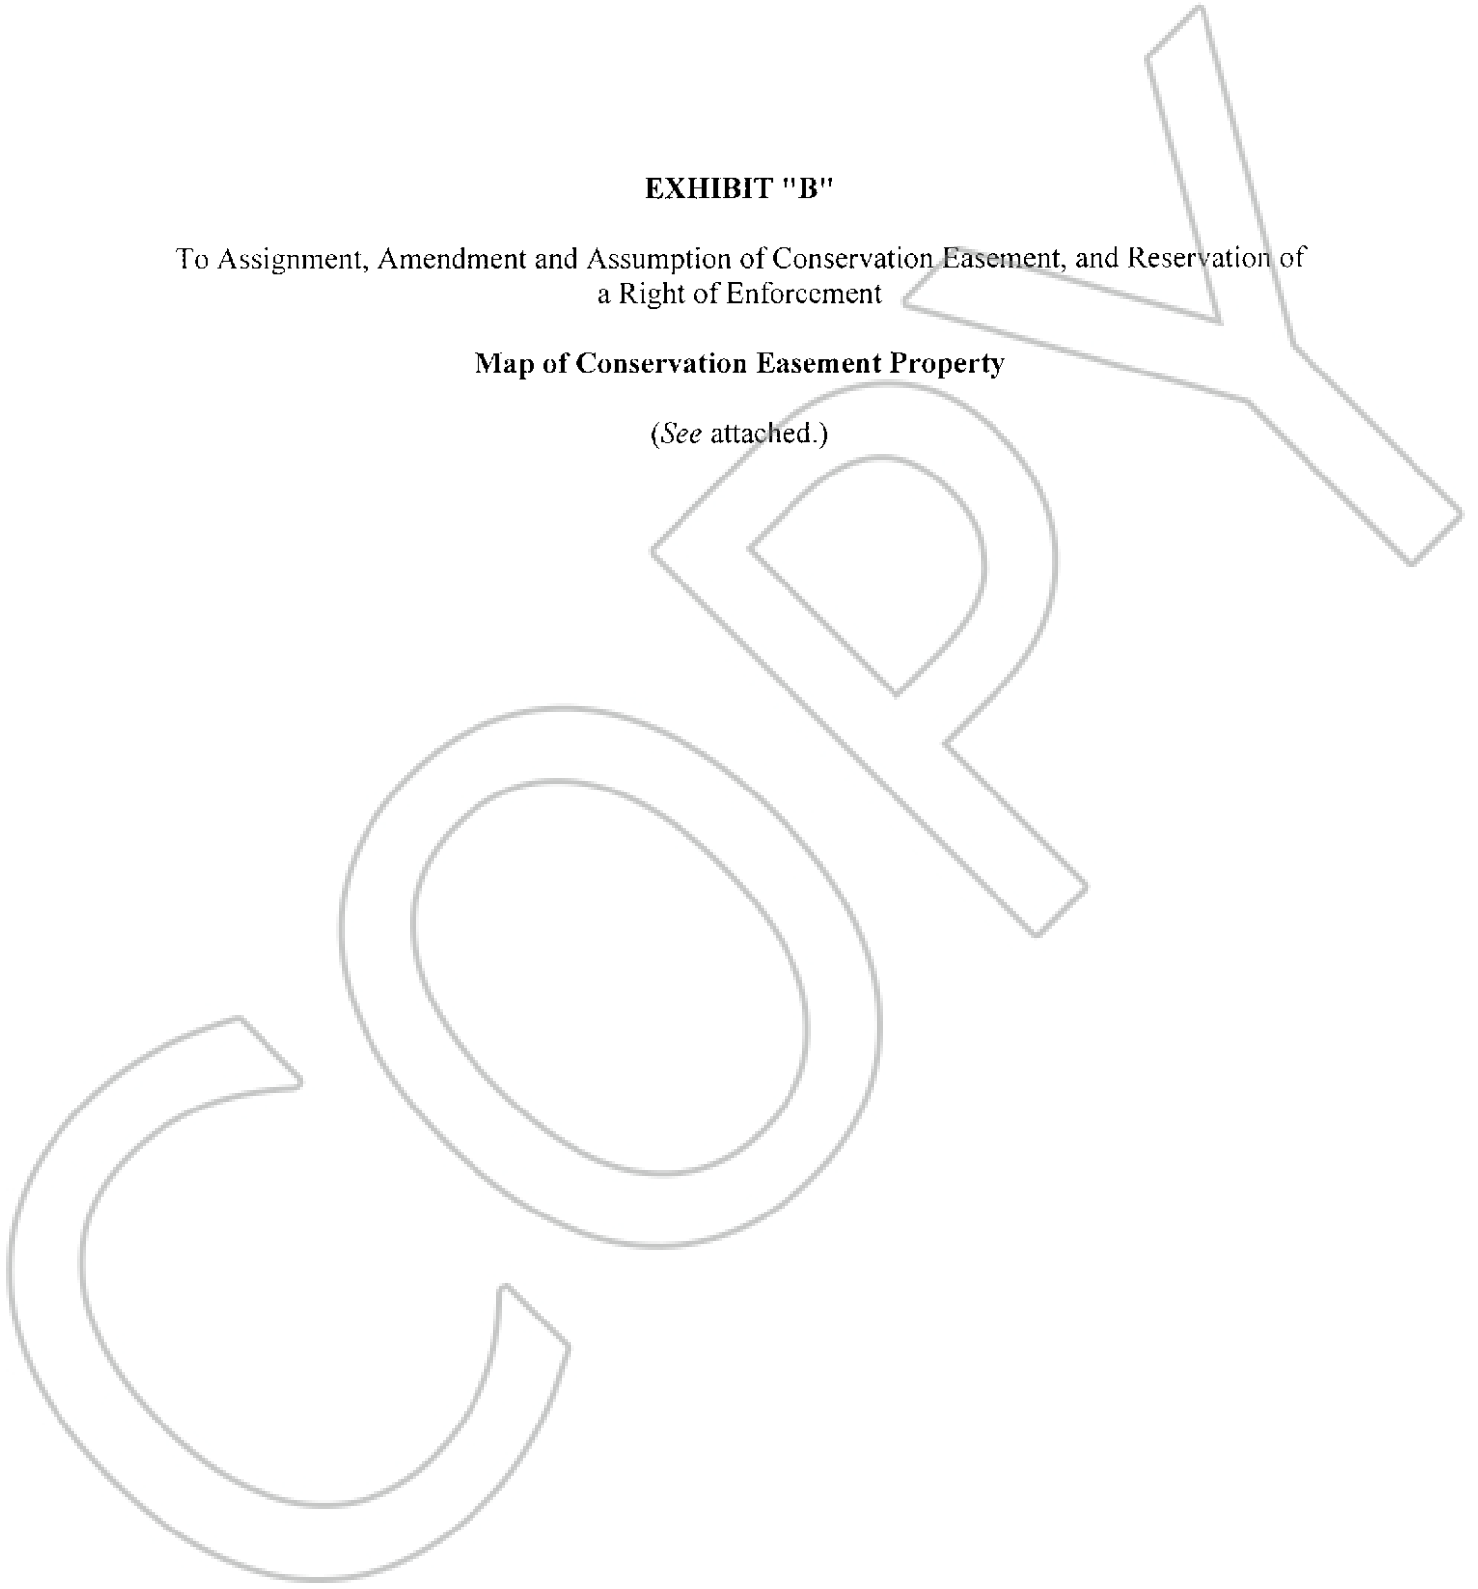 EXHIBIT "B"
To Assignment, Amendment and Assumption of Conservation Easement, and Reservation of
a Right of Enforcement
Map of Conservation Easement Property
(See attached.)
COPY